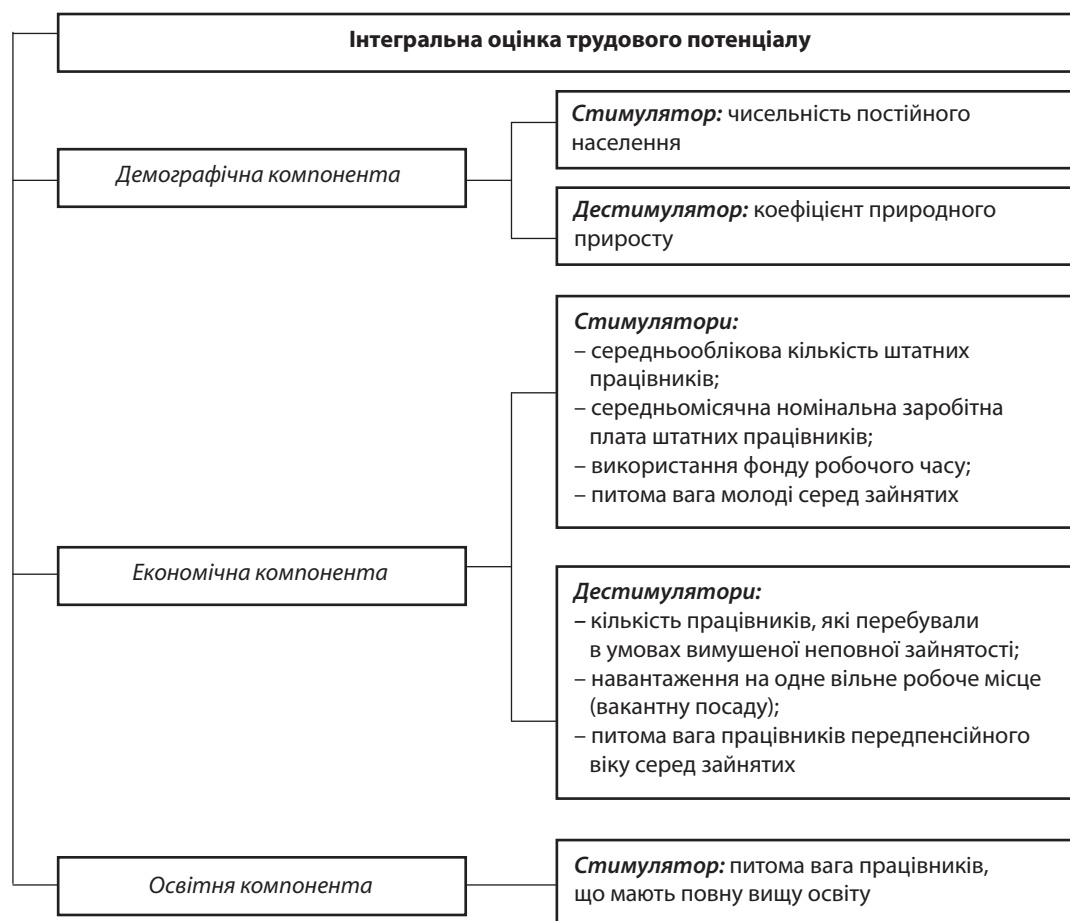 Інтегральна оцінка трудового потенціалу
Стимулятор: чисельність постійного
населення
Демографічна компонента
Дестимулятор: коефіцієнт природного
приросту
Стимулятори:
– середньооблікова кількість штатних
працівників;
– середньомісячна номінальна заробітна
плата штатних працівників;
– використання фонду робочого часу;
– питома вага молоді серед зайнятих
Економічна компонента
Дестимулятори:
– кількість працівників, які перебували
в умовах вимушеної неповної зайнятості;
– навантаження на одне вільне робоче місце
(вакантну посаду);
– питома вага працівників передпенсійного
віку серед зайнятих
Освітня компонента
Стимулятор: питома вага працівників,
що мають повну вищу освіту